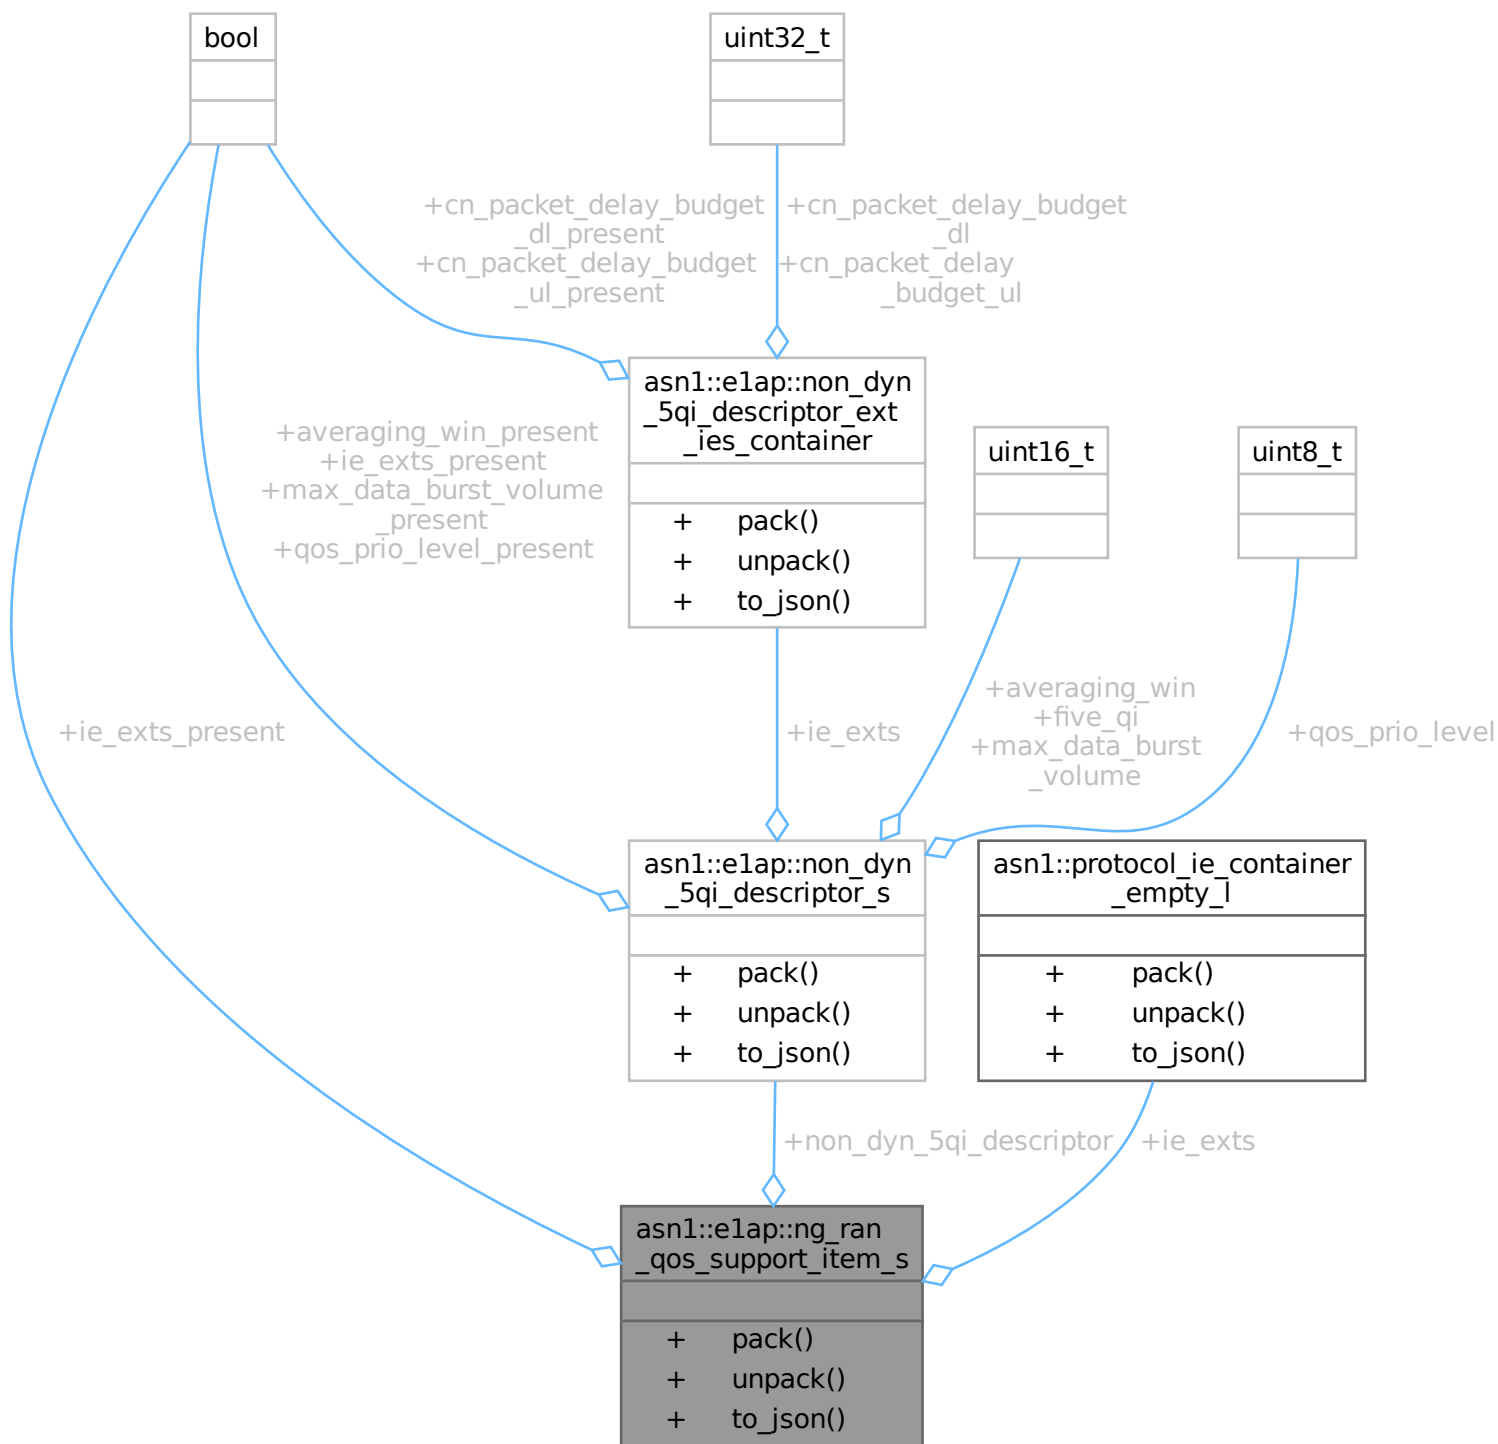 bool
uint32_t
+cn_packet_delay_budget
_dl_present
+cn_packet_delay_budget
_ul_present
+cn_packet_delay_budget
_dl
+cn_packet_delay
_budget_ul
asn1::e1ap::non_dyn
_5qi_descriptor_ext
_ies_container
+ pack()
+ unpack()
+ to_json()
+averaging_win_present
+ie_exts_present
+max_data_burst_volume
_present
+qos_prio_level_present
uint16_t
uint8_t
+ie_exts_present
+ie_exts
+averaging_win
+five_qi
+max_data_burst
_volume
+qos_prio_level
asn1::e1ap::non_dyn
_5qi_descriptor_s
+ pack()
+ unpack()
+ to_json()
asn1::protocol_ie_container
_empty_l
+ pack()
+ unpack()
+ to_json()
+non_dyn_5qi_descriptor
+ie_exts
asn1::e1ap::ng_ran
_qos_support_item_s
+ pack()
+ unpack()
+ to_json()